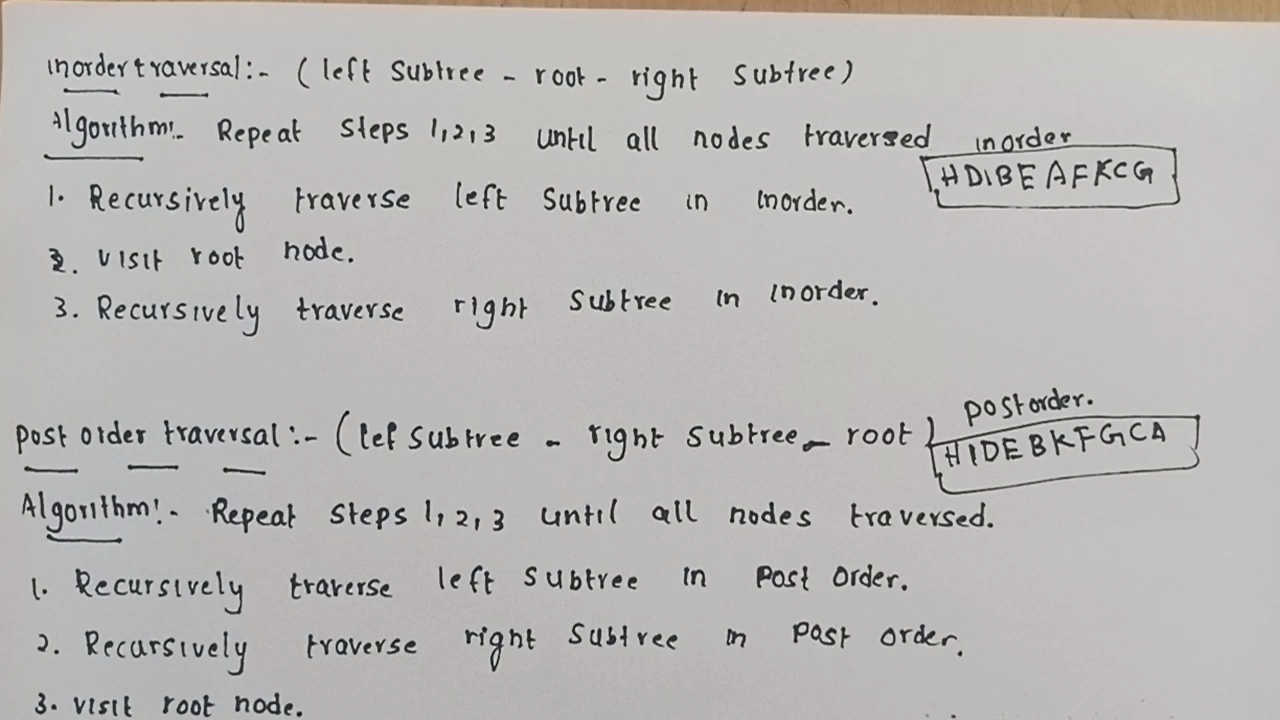 inorder traversal:- (left Subtree - root - right Subtree)
Algorithm:- Repeat Steps 1,2,3 until all nodes traversed
inorder
HDIBEAFKCG
1. Recursively traverse left Subtree in inorder.
2. visit root node.
3. Recursively traverse right Subtree in inorder.
postorder.
post order traversal:- (lef subtree - right subtree - root }
HIDEBKFGCA
Algorithm:- Repeat steps 1,2,3 until all nodes traversed.
1. Recursively traverse left subtree in Post Order.
2. Recursively traverse right Subtree in Post order.
3. visit root node.